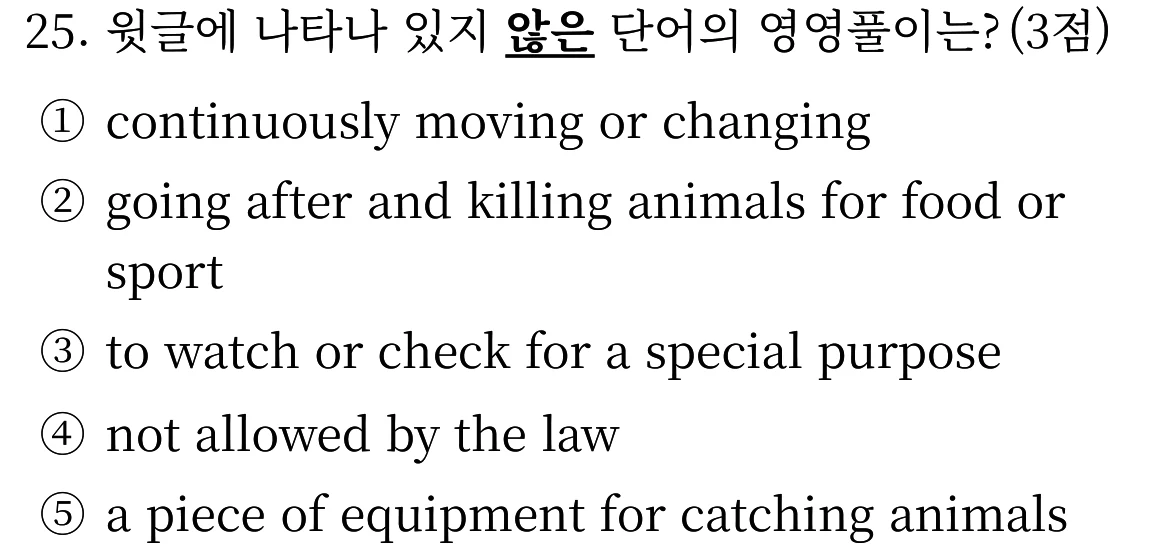 25. 윗글에 나타나 있지 않은 단어의 영영풀이는?(3점)
① continuously moving or changing
② going after and killing animals for food or
sport
③ to watch or check for a special purpose
④ not allowed by the law
⑤ a piece of equipment for catching animals